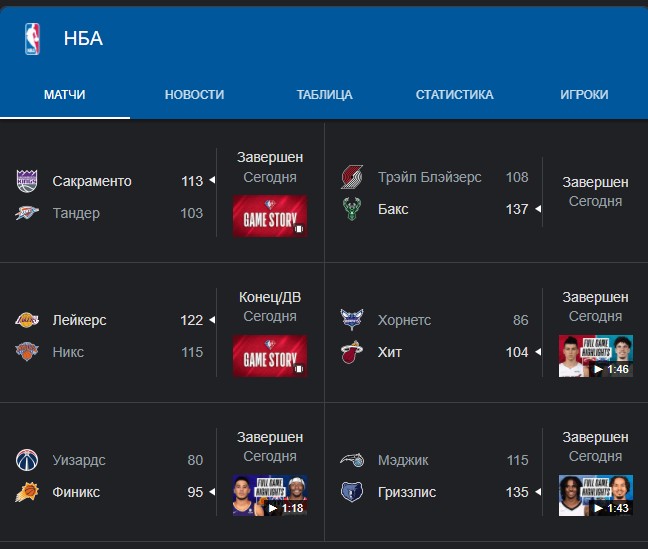 НБА
МАТЧИ
НОВОСТИ
ТАБЛИЦА
СТАТИСТИКА
ИГРОКИ
Сакраменто 113
Тандер 103
Завершен
Сегодня
GAME STORY
Трэйл Блэйзерс 108
Бакс 137
Завершен
Сегодня
Лейкерс 122
Никс 115
Конец/ДВ
Сегодня
GAME STORY
Хорнетс 86
Хит 104
Завершен
Сегодня
FULL GAME
HIGHLIGHTS
1:46
Уизардс 80
Финикс 95
Завершен
Сегодня
FULL GAME
HIGHLIGHTS
1:18
Мэджик 115
Гриззлис 135
Завершен
Сегодня
FULL GAME
HIGHLIGHTS
1:43